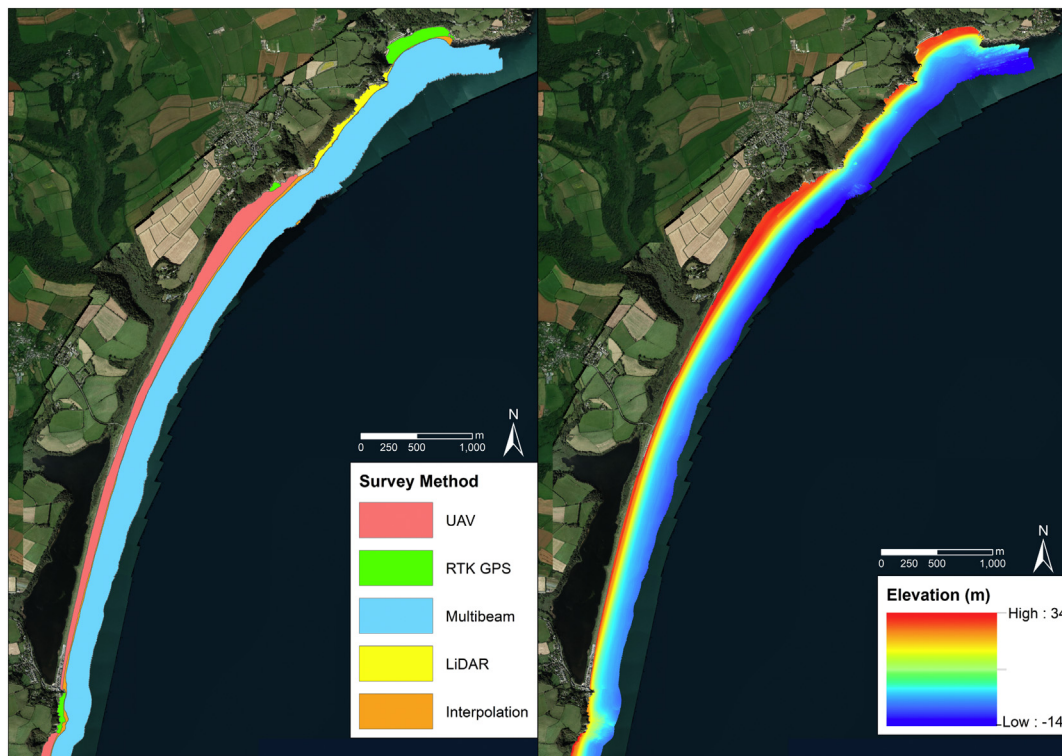 N
m
0 250 500 1,000
Survey Method
UAV
RTK GPS
Multibeam
LiDAR
Interpolation
N
m
0 250 500 1,000
Elevation (m)
High : 34
Low : -14